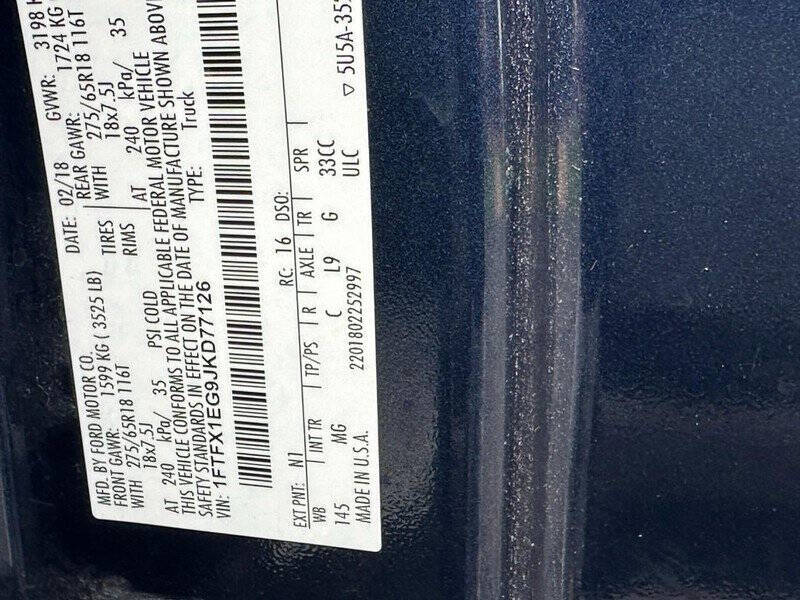 MFD. BY FORD MOTOR CO.
DATE: 02/18 GVWR: 3198
FRONT GAWR: 1599 KG ( 3525 LB) REAR GAWR: 1724 KG
WITH 275/65R18 116T TIRES WITH 275/65R18 116T
18x7.5J RIMS 18x7.5J
AT 240 kPa/ 35 PSI COLD AT 240 kPa/ 35
THIS VEHICLE CONFORMS TO ALL APPLICABLE FEDERAL MOTOR VEHICLE
SAFETY STANDARDS IN EFFECT ON THE DATE OF MANUFACTURE SHOWN ABOV
VIN: 1FTFX1EG9JKD77126 TYPE: Truck
EXT PNT: N1 RC: 16 DSO:
WB INT TR TP/PS R AXLE TR SPR
145 MG C L9 G 33CC
MADE IN U.S.A. 2201802252997 ULC ▽ 5U5A-35